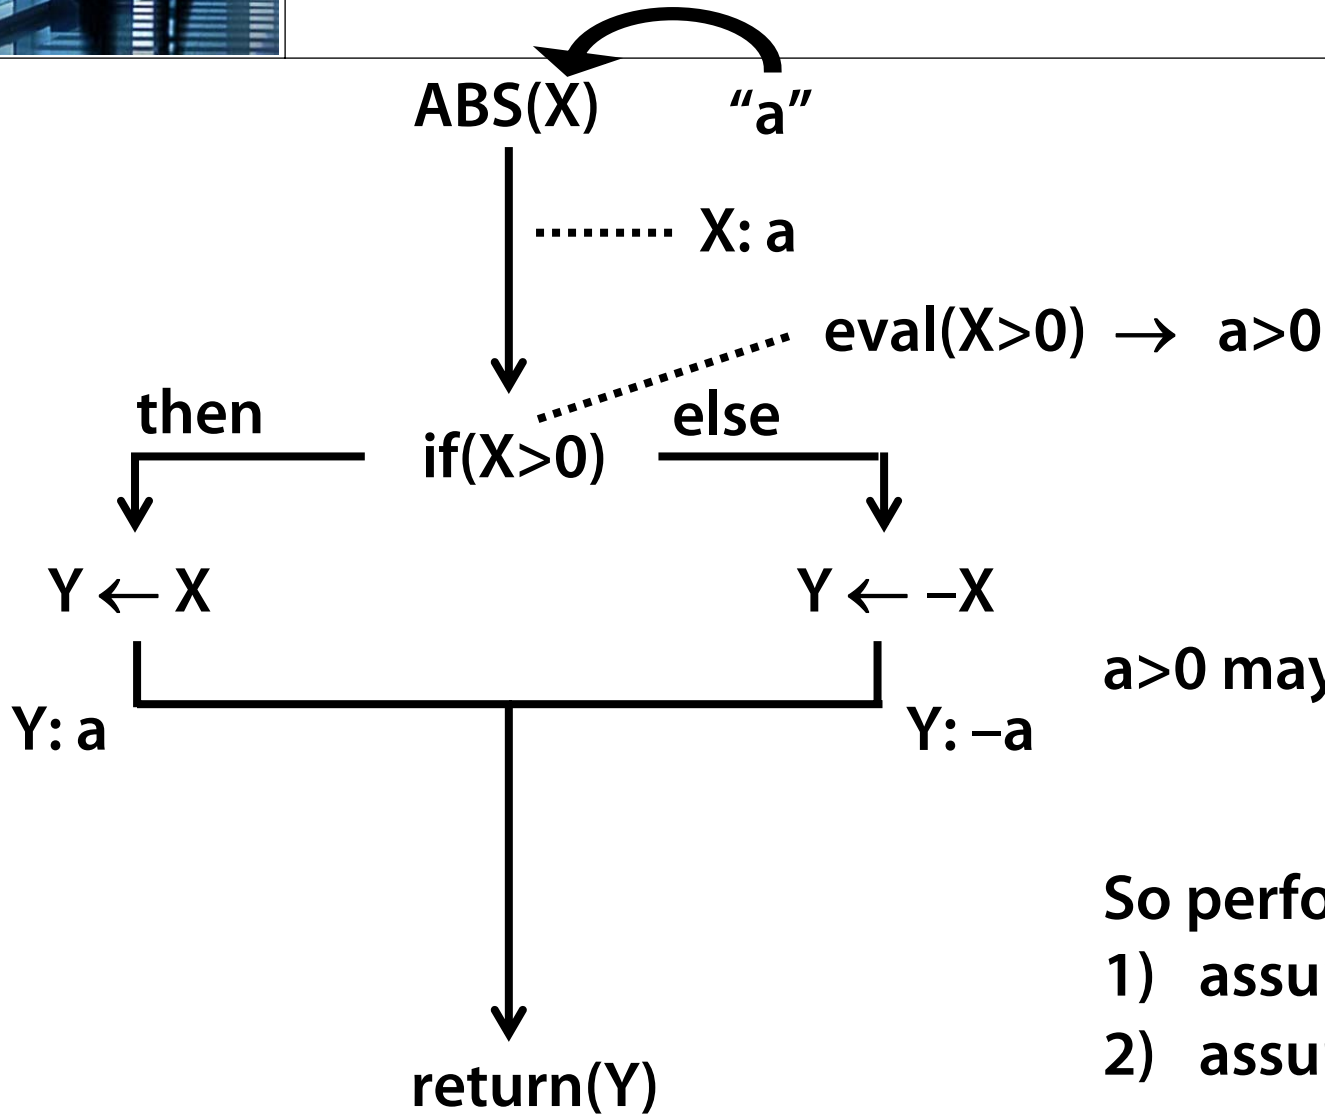 ABS(X) “a”
X: a
eval(X>0) → a>0
then if(X>0) else
Y ← X
Y ← –X
a>0 may
Y: a
Y: –a
So perfo
1) assu
2) assu
return(Y)